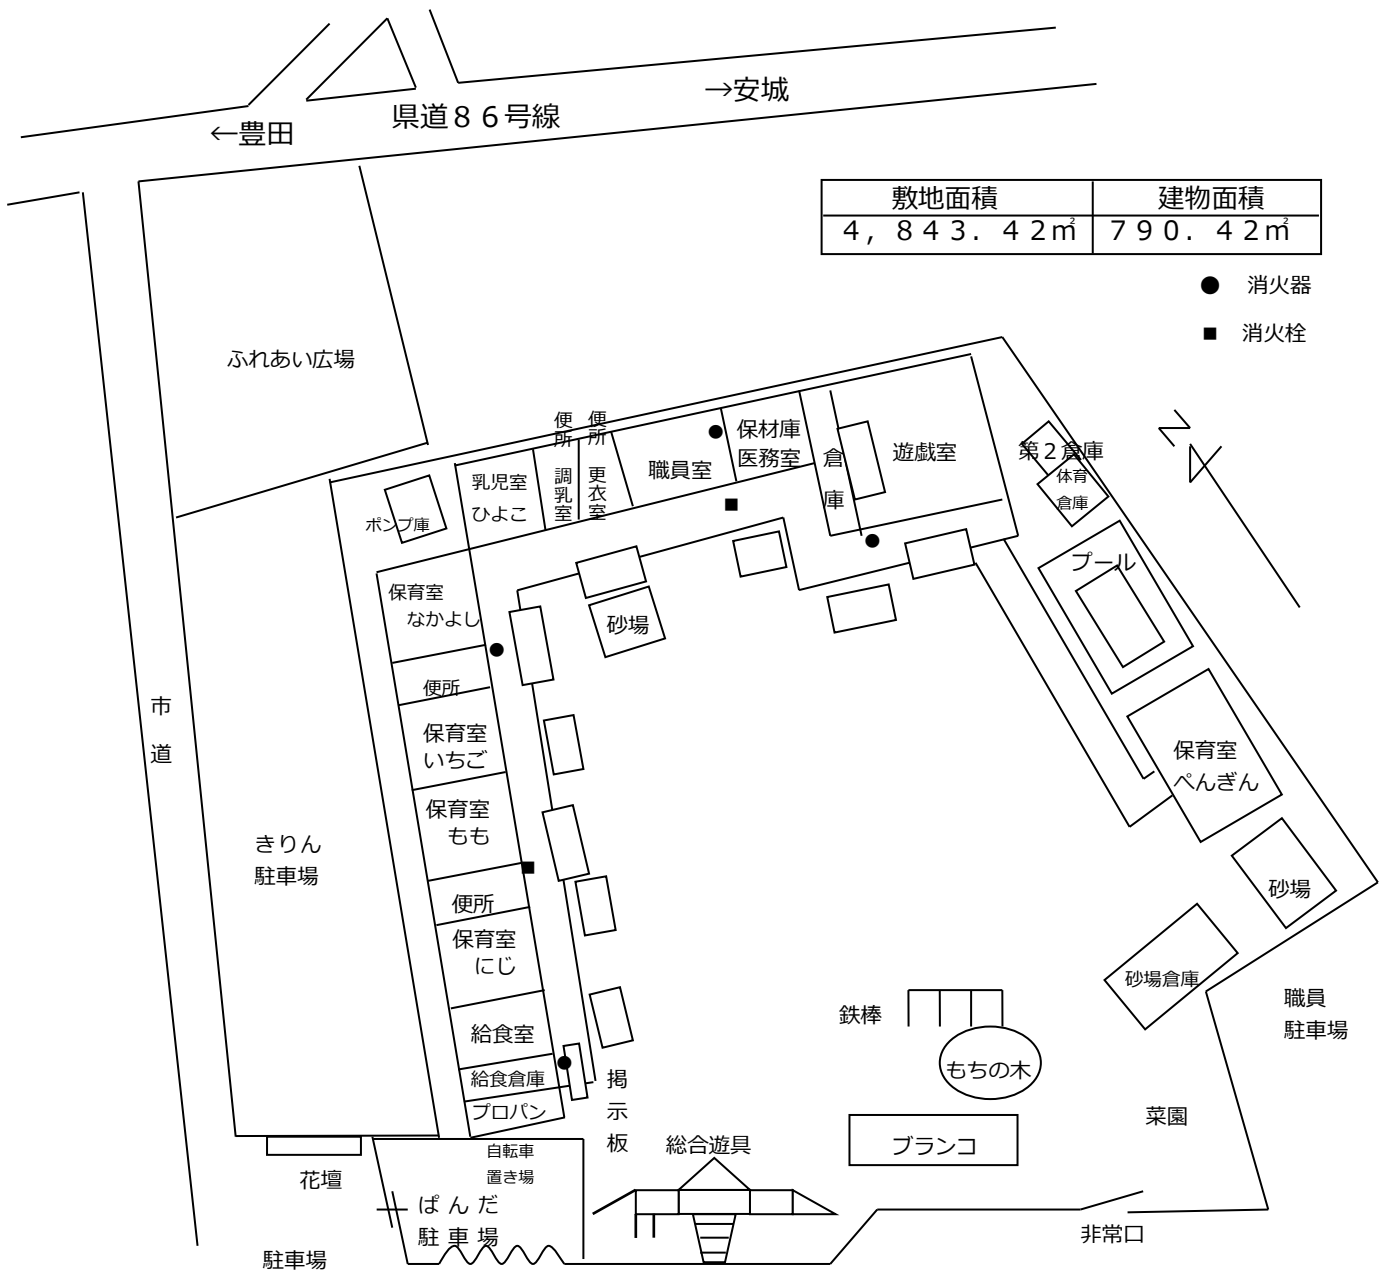 →安城
県道８６号線
←豊田
敷地面積 建物面積
４，８４３．４２㎡ ７９０．４２㎡
● 消火器
■ 消火栓
ふれあい広場
ポンプ庫
乳児室
ひよこ
便所
調乳室
便所
更衣室
職員室
保材庫
医務室
倉庫
遊戯室
第２倉庫
体育
倉庫
プール
保育室
なかよし
砂場
便所
保育室
いちご
保育室
もも
便所
保育室
にじ
給食室
給食倉庫
プロパン
市道
きりん
駐車場
保育室
ぺんぎん
砂場
砂場倉庫
職員
駐車場
鉄棒
もちの木
菜園
ブランコ
掲示板
総合遊具
自転車
置き場
花壇
ぱんだ
駐車場
駐車場
非常口